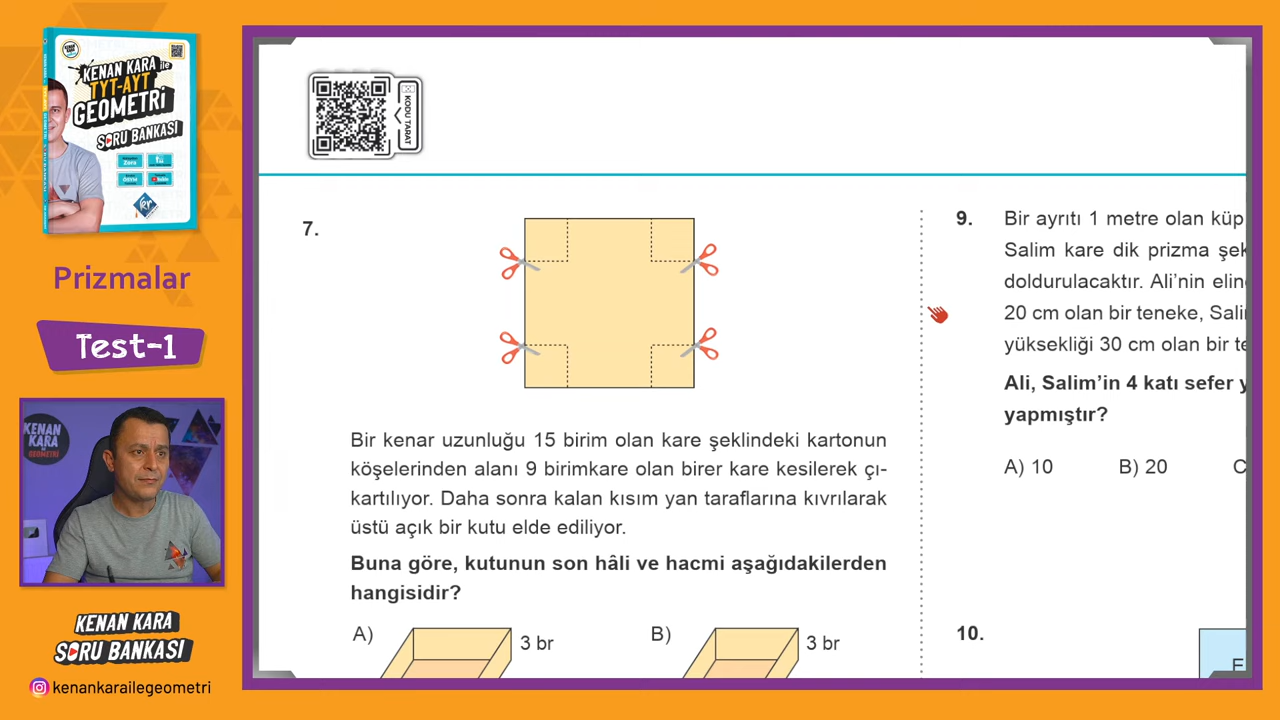 KENAN KARA ile
TYT-AYT
GEOMETRİ
SORU BANKASI
Prizmalar
Test-1
KENAN
KARA
GEOMETRİ
KENAN KARA
SORU BANKASI
kenankarailegeometri
KODU TARAT
7.
Bir kenar uzunluğu 15 birim olan kare şeklindeki kartonun
köşelerinden alanı 9 birimkare olan birer kare kesilerek çı-
kartılıyor. Daha sonra kalan kısım yan taraflarına kıvrılarak
üstü açık bir kutu elde ediliyor.
Buna göre, kutunun son hâli ve hacmi aşağıdakilerden
hangisidir?
A)
3 br
B)
3 br
9. Bir ayrıtı 1 metre olan küp
Salim kare dik prizma şek
doldurulacaktır. Ali’nin elin
20 cm olan bir teneke, Sali
yüksekliği 30 cm olan bir te
Ali, Salim’in 4 katı sefer y
yapmıştır?
A) 10 B) 20 C
10.
E